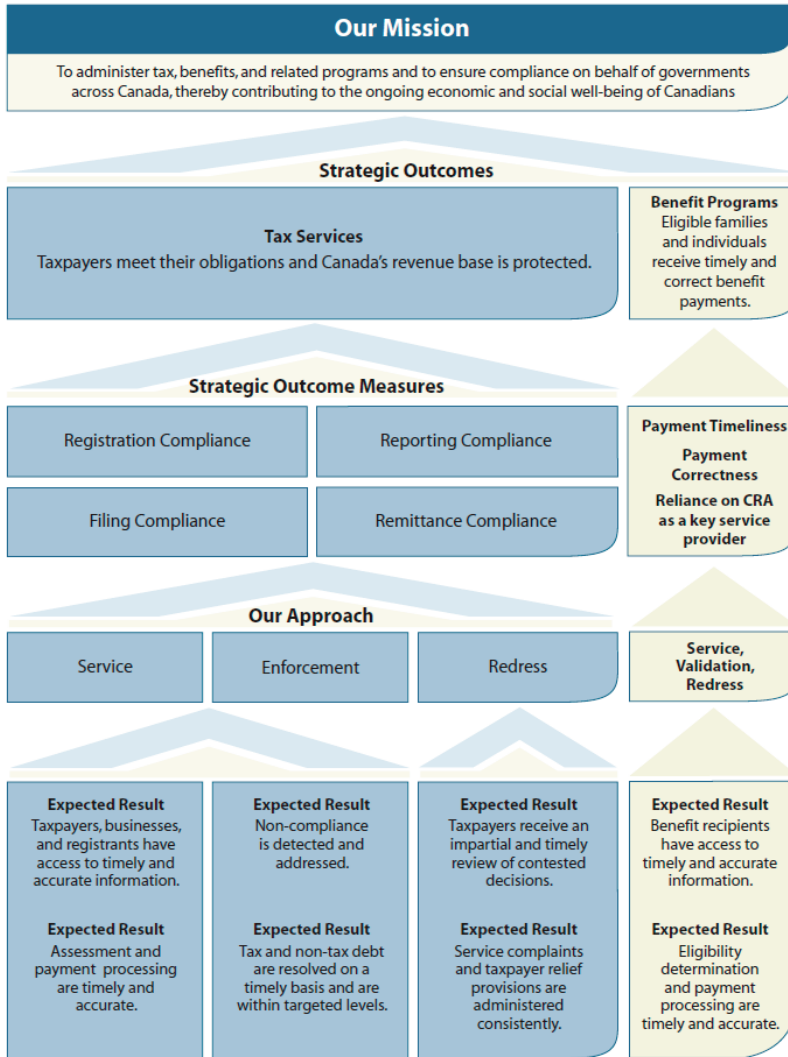 Our Mission
To administer tax, benefits, and related programs and to ensure compliance on behalf of governments
across Canada, thereby contributing to the ongoing economic and social well-being of Canadians
Strategic Outcomes
Tax Services
Taxpayers meet their obligations and Canada's revenue base is protected.
Benefit Programs
Eligible families
and individuals
receive timely and
correct benefit
payments.
Strategic Outcome Measures
Registration Compliance
Reporting Compliance
Filing Compliance
Remittance Compliance
Payment Timeliness
Payment
Correctness
Reliance on CRA
as a key service
provider
Our Approach
Service
Enforcement
Redress
Service,
Validation,
Redress
Expected Result
Taxpayers, businesses,
and registrants have
access to timely and
accurate information.
Expected Result
Assessment and
payment processing
are timely and
accurate.
Expected Result
Non-compliance
is detected and
addressed.
Expected Result
Tax and non-tax debt
are resolved on a
timely basis and are
within targeted levels.
Expected Result
Taxpayers receive an
impartial and timely
review of contested
decisions.
Expected Result
Service complaints
and taxpayer relief
provisions are
administered
consistently.
Expected Result
Benefit recipients
have access to
timely and accurate
information.
Expected Result
Eligibility
determination
and payment
processing are
timely and accurate.